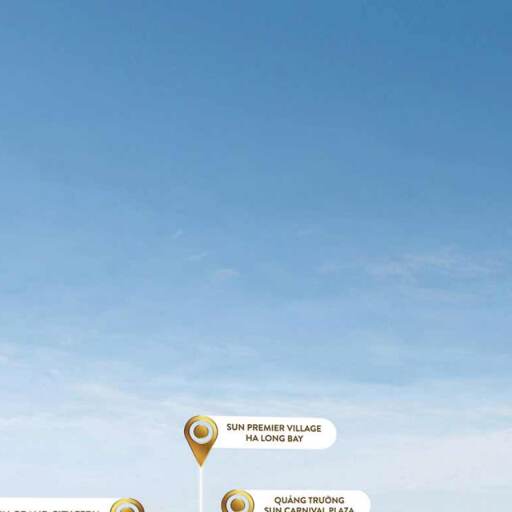 SUN PREMIER VILLAGE
HA LONG BAY
QUẢNG TRƯỜNG
SUN CARNIVAL PLAZA